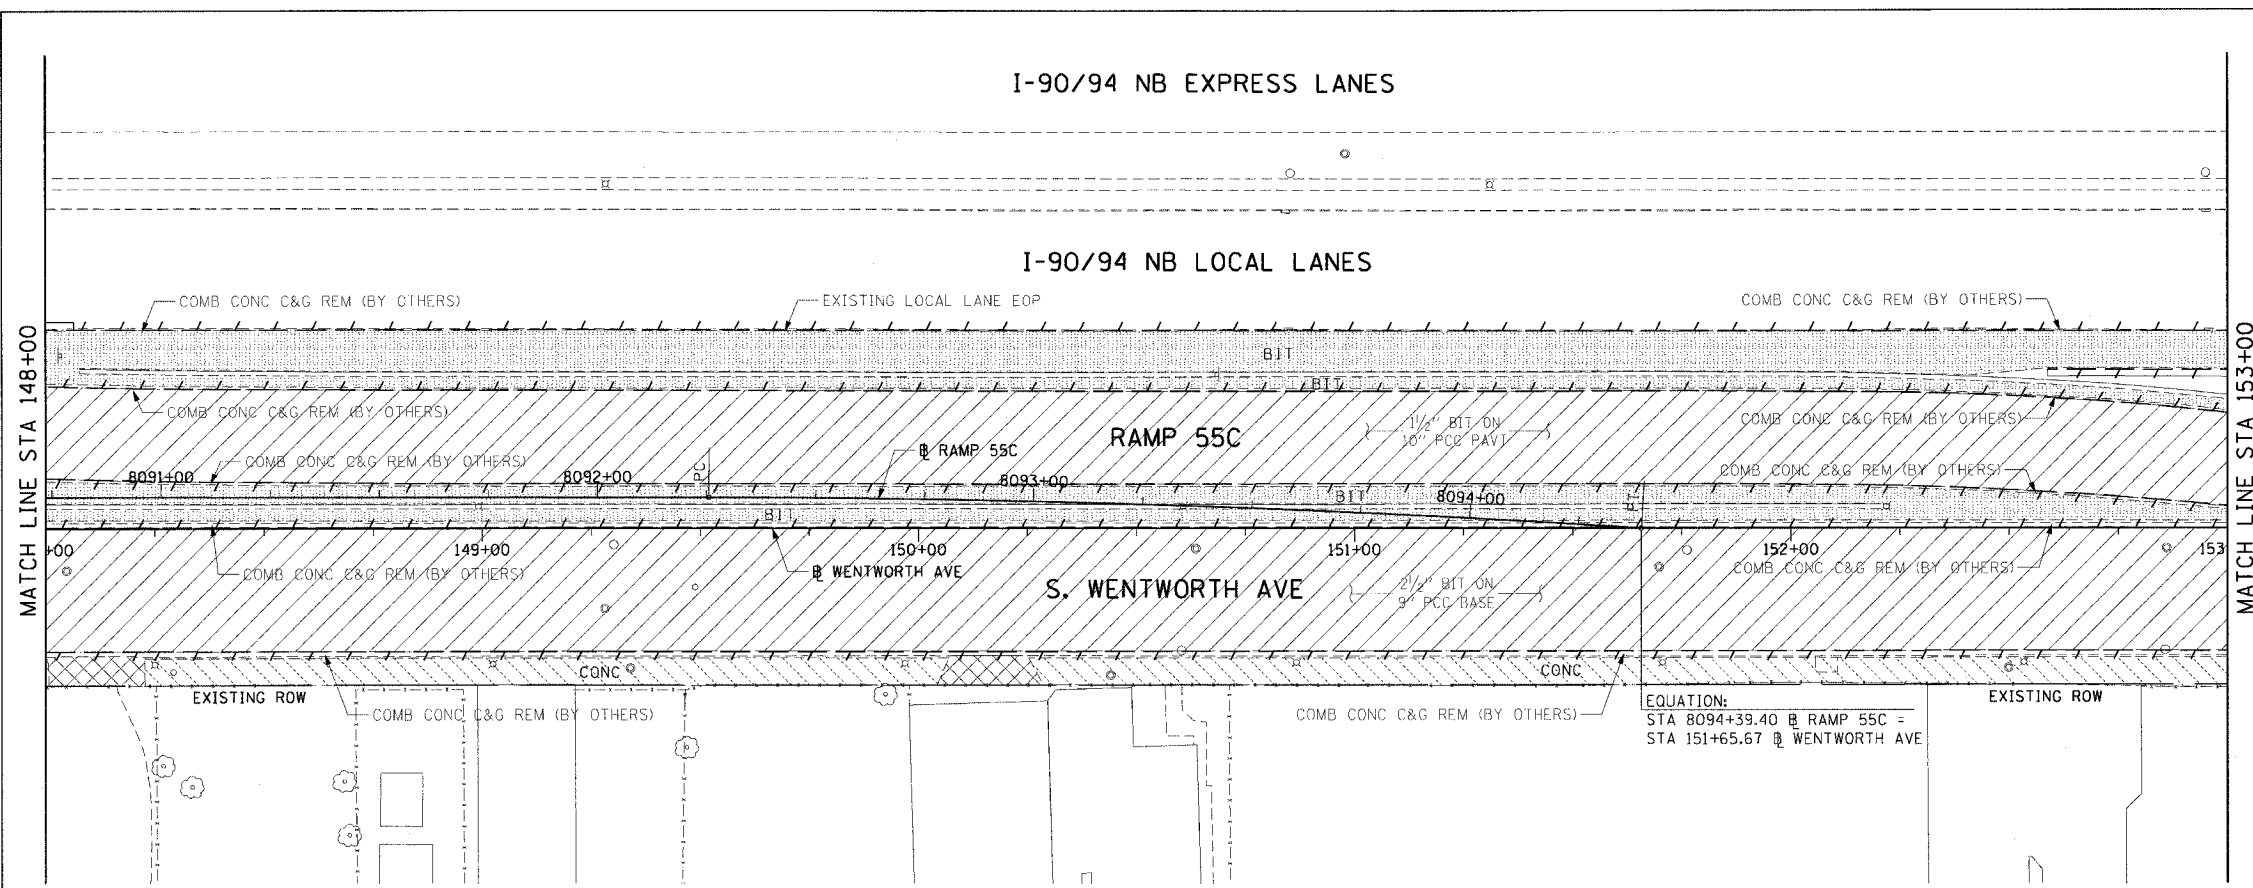 I-90/94 NB EXPRESS LANES
I-90/94 NB LOCAL LANES
COMB CONC C&G REM (BY OTHERS)
EXISTING LOCAL LANE EOP
COMB CONC C&G REM (BY OTHERS)
MATCH LINE STA 148+00
MATCH LINE STA 153+00
BIT
BIT
COMB CONC C&G REM (BY OTHERS)
1½" BIT ON
10" PCC PAVT
COMB CONC C&G REM (BY OTHERS)
RAMP 55C
℄ RAMP 55C
COMB CONC C&G REM (BY OTHERS)
COMB CONC C&G REM (BY OTHERS)
8091+00
8092+00
PC
8093+00
BIT
8094+00
PT
BIT
+00
149+00
150+00
151+00
152+00
153
COMB CONC C&G REM (BY OTHERS)
℄ WENTWORTH AVE
S. WENTWORTH AVE
2½" BIT ON
9" PCC BASE
COMB CONC C&G REM (BY OTHERS)
CONC
CONC
EXISTING ROW
COMB CONC C&G REM (BY OTHERS)
COMB CONC C&G REM (BY OTHERS)
EQUATION:
STA 8094+39.40 ℄ RAMP 55C =
STA 151+65.67 ℄ WENTWORTH AVE
EXISTING ROW